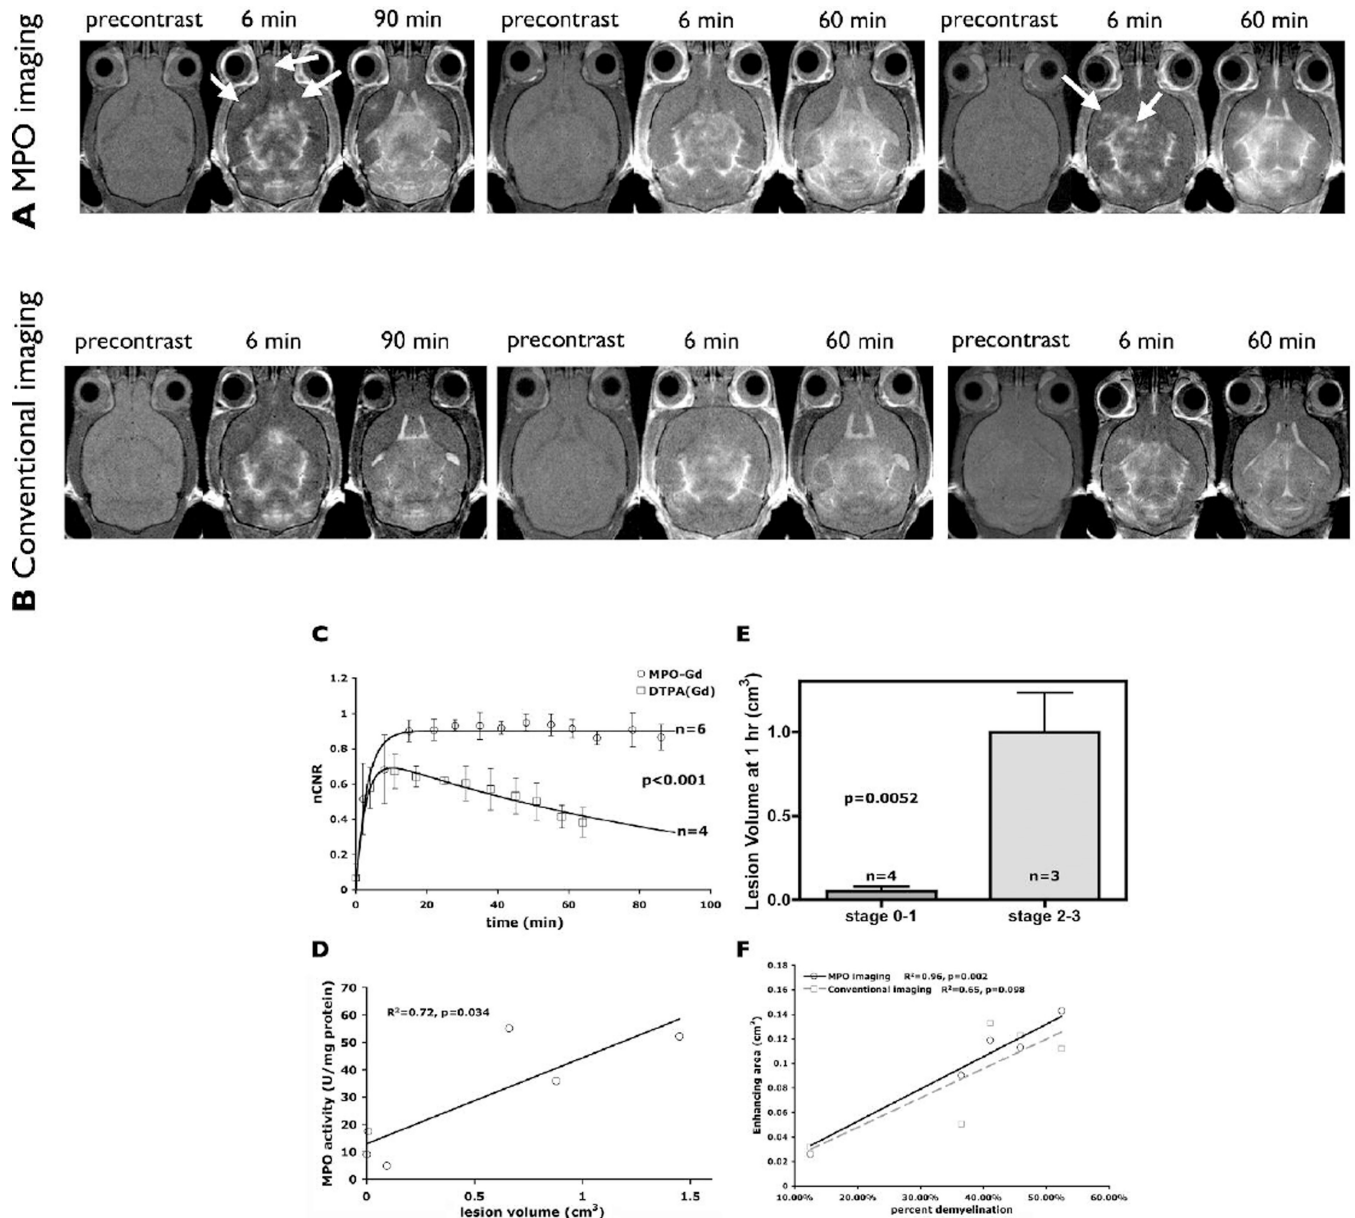 A MPO imaging
precontrast 6 min 90 min precontrast 6 min 60 min precontrast 6 min 60 min
B Conventional imaging
precontrast 6 min 90 min precontrast 6 min 60 min precontrast 6 min 60 min
C
nCNR
1.2
1
0.8
0.6
0.4
0.2
0
MPO-Gd
DTPA(Gd)
n=6
p<0.001
n=4
0 20 40 60 80 100
time (min)
E
Lesion Volume at 1 hr (cm³)
1.0
0.5
0.0
p=0.0052
n=4
n=3
stage 0-1 stage 2-3
D
MPO activity (U/mg protein)
70
60
50
40
30
20
10
0
R²=0.72, p=0.034
0 0.5 1 1.5
lesion volume (cm³)
F
Enhancing area (cm²)
0.18
0.16
0.14
0.12
0.1
0.08
0.06
0.04
0.02
0
MPO imaging R²=0.96, p=0.002
Conventional imaging R²=0.65, p=0.098
10.00% 20.00% 30.00% 40.00% 50.00% 60.00%
percent demyelination